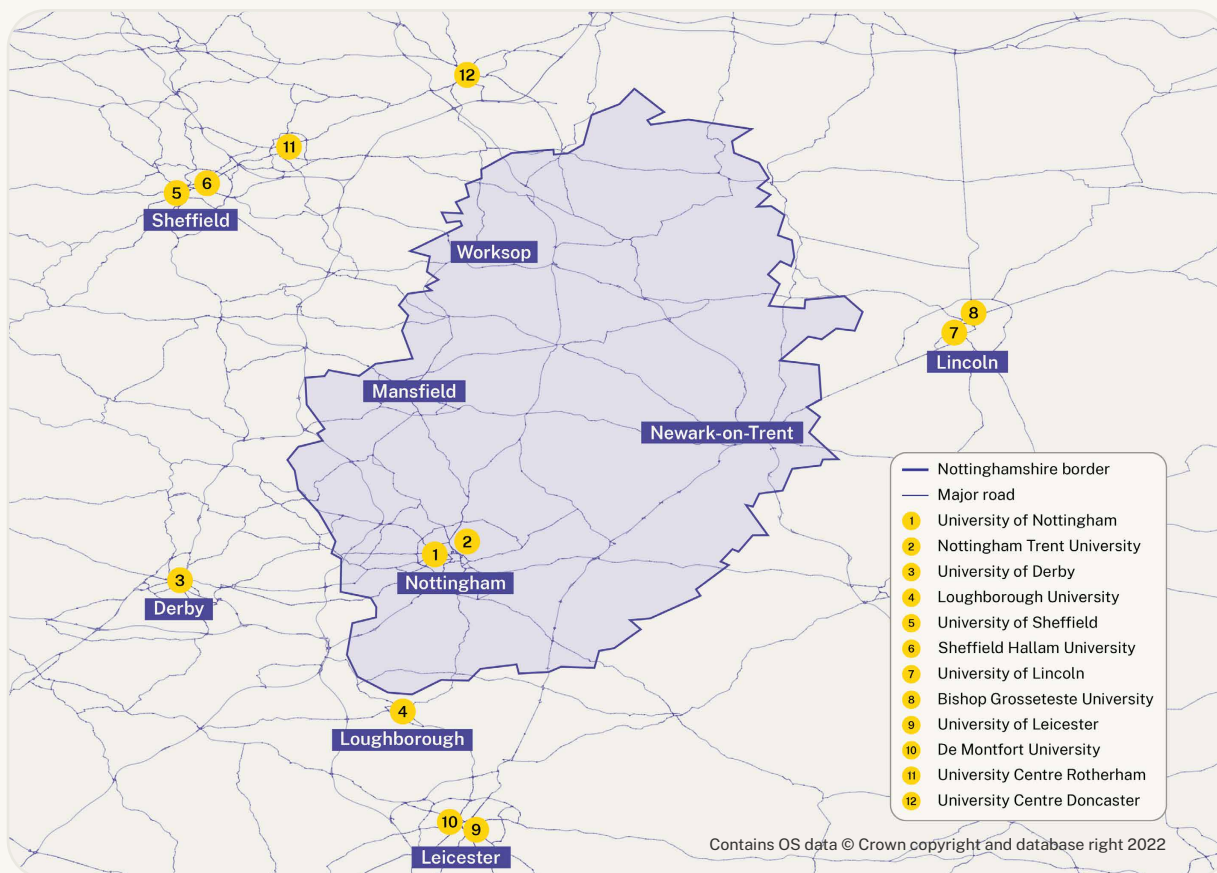 12
11
6
5
Sheffield
Worksop
8
7
Lincoln
Mansfield
Newark-on-Trent
2
1
Nottingham
3
Derby
4
Loughborough
10
9
Leicester
Nottinghamshire border
Major road
1 University of Nottingham
2 Nottingham Trent University
3 University of Derby
4 Loughborough University
5 University of Sheffield
6 Sheffield Hallam University
7 University of Lincoln
8 Bishop Grosseteste University
9 University of Leicester
10 De Montfort University
11 University Centre Rotherham
12 University Centre Doncaster
Contains OS data © Crown copyright and database right 2022